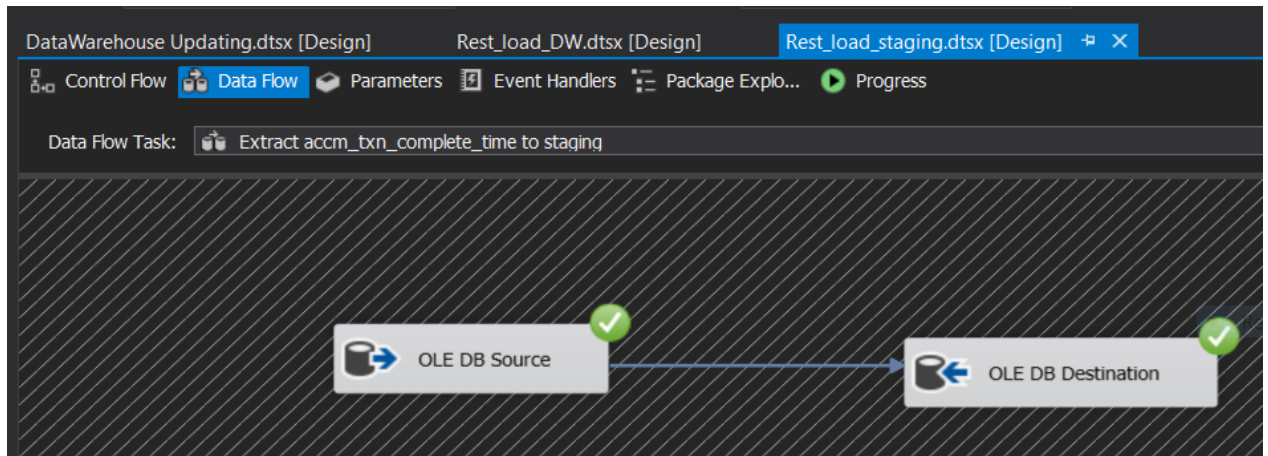 DataWarehouse Updating.dtsx [Design] Rest_load_DW.dtsx [Design] Rest_load_staging.dtsx [Design]
Control Flow Data Flow Parameters Event Handlers Package Explo... Progress
Data Flow Task: Extract accm_txn_complete_time to staging
OLE DB Source
OLE DB Destination